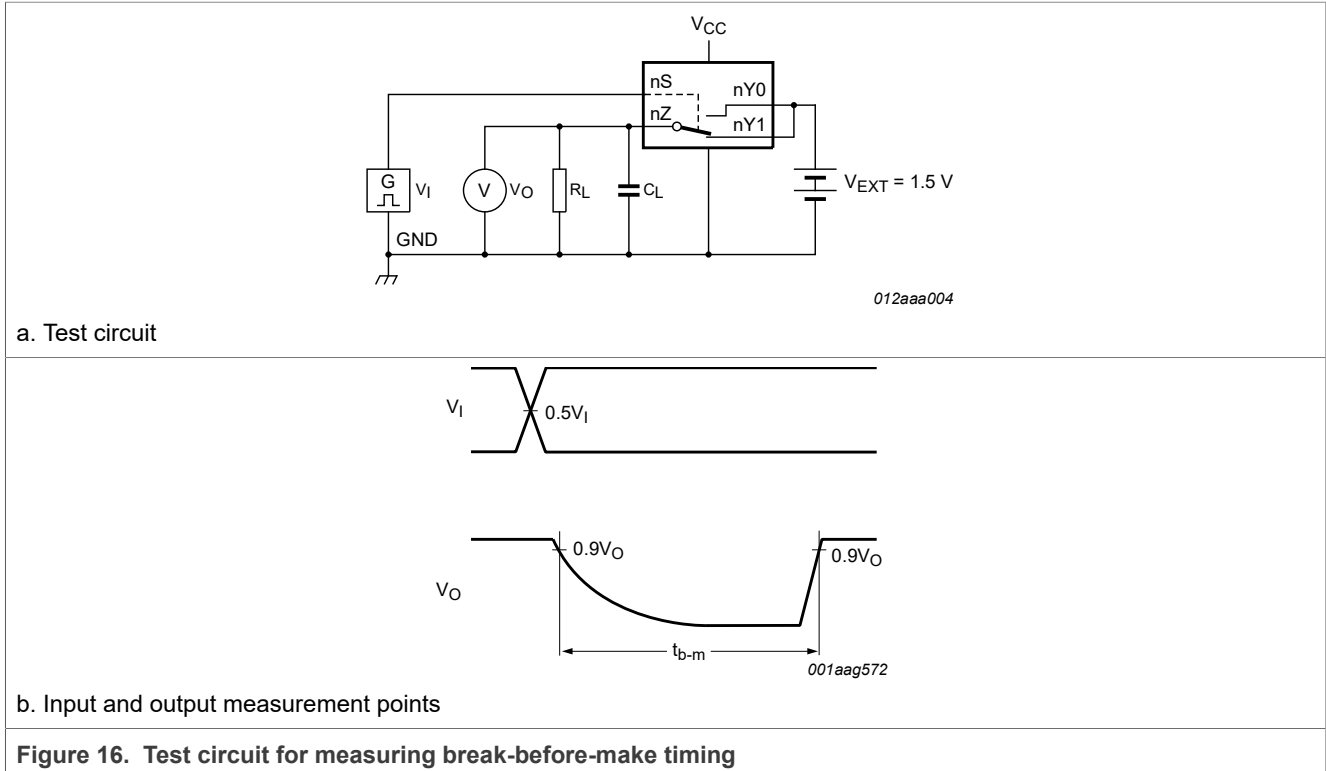 VCC
nS
nY0
nZ
nY1
G
VI
V
VO
RL
CL
VEXT = 1.5 V
GND
012aaa004
a. Test circuit
VI
0.5VI
0.9VO
0.9VO
VO
tb-m
001aag572
b. Input and output measurement points
Figure 16. Test circuit for measuring break-before-make timing